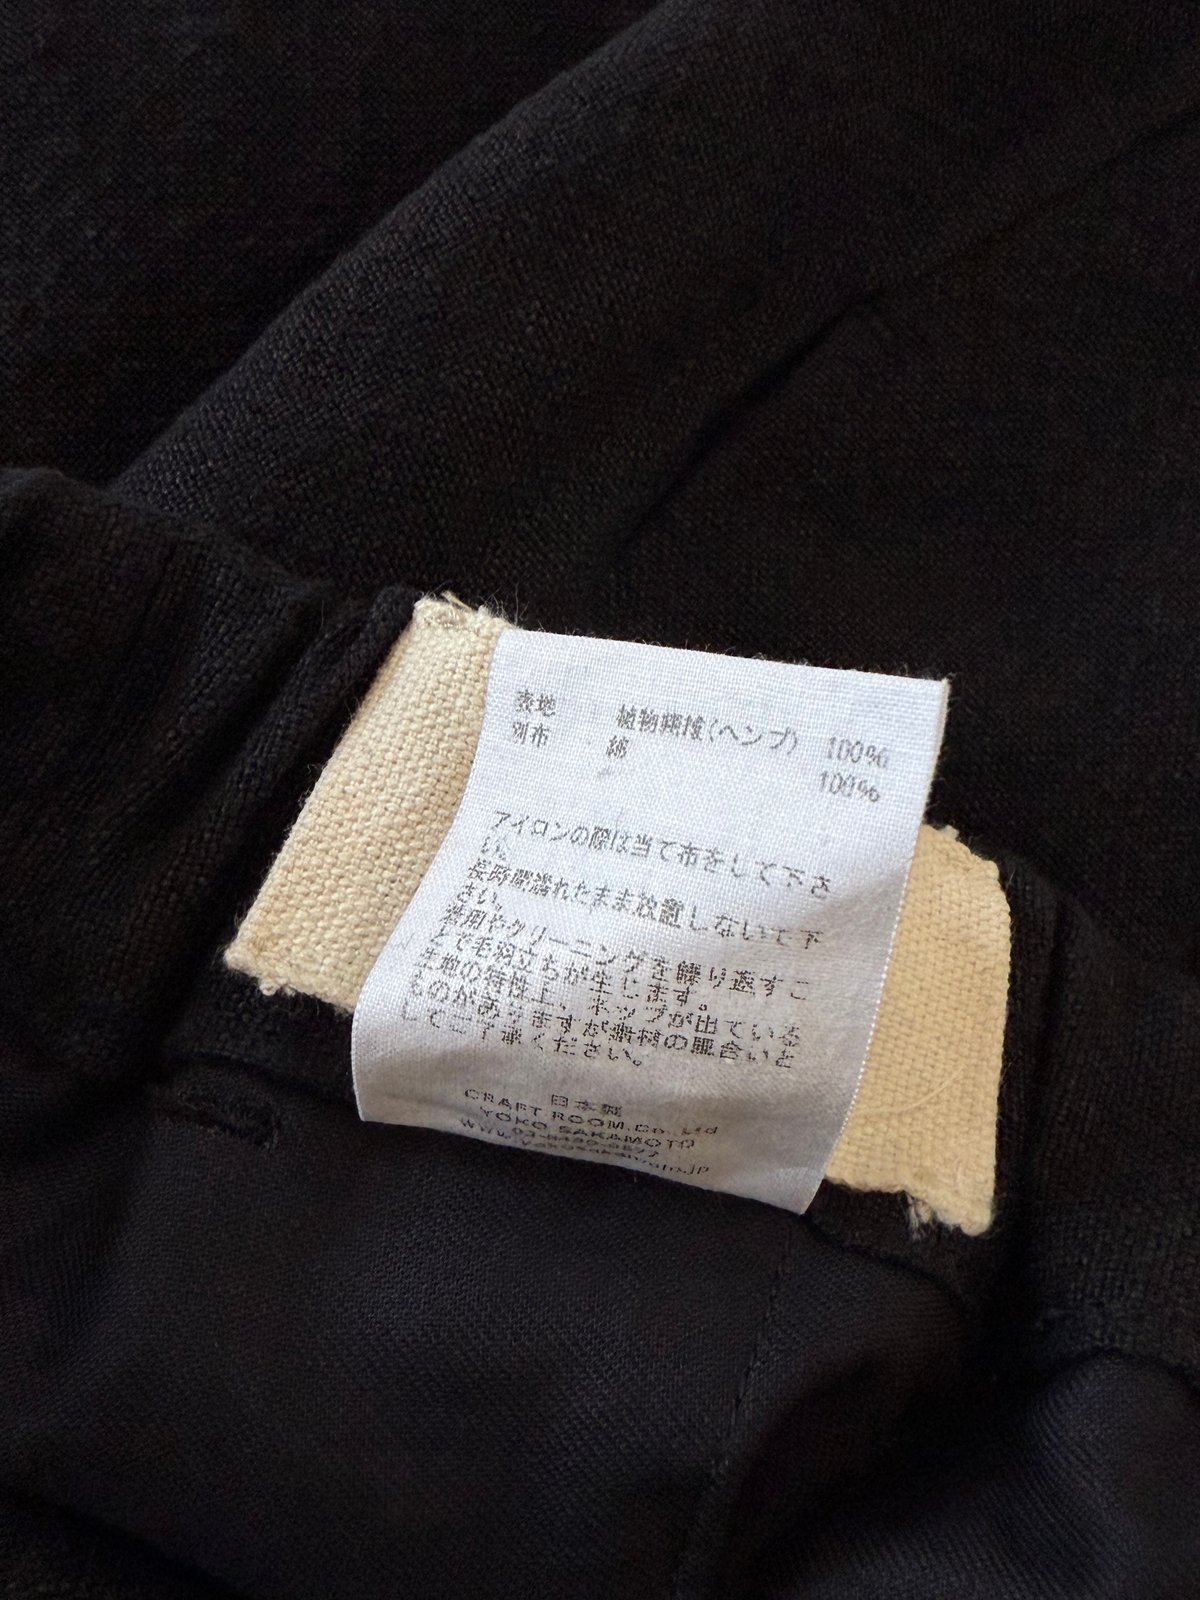 表地 植物繊維(ヘンプ) 100%
別布 綿 100%
アイロンの際は当て布をして下さ
い。
長時間濡れたまま放置しないで下
さい。
着用やクリーニングを繰り返すこ
とで毛羽立ちが生じます。
生地の特性上、ネップが出ている
ものがありますが素材の風合いと
してご了承ください。
日本製
CRAFT ROOM.Co. Ltd
YOKO SAKAMOTO